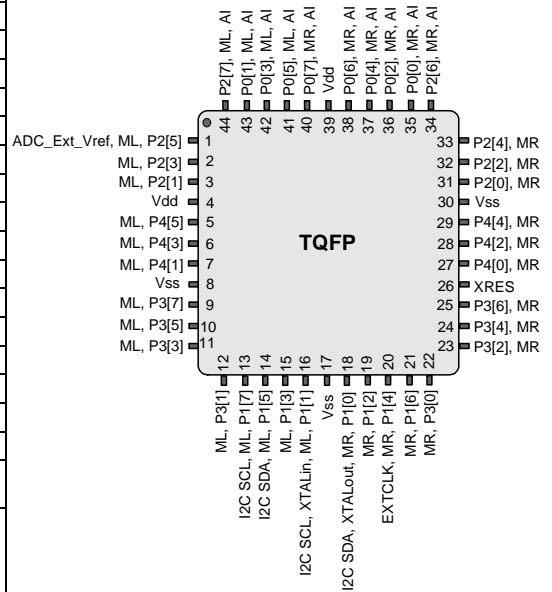 P2[7], ML, AI
P0[1], ML, AI
P0[3], ML, AI
P0[5], ML, AI
P0[7], MR, AI
Vdd
P0[6], MR, AI
P0[4], MR, AI
P0[2], MR, AI
P0[0], MR, AI
P2[6], MR, AI
44
43
42
41
40
39
38
37
36
35
34
ADC_Ext_Vref, ML, P2[5] 1
ML, P2[3] 2
ML, P2[1] 3
Vdd 4
ML, P4[5] 5
ML, P4[3] 6
ML, P4[1] 7
Vss 8
ML, P3[7] 9
ML, P3[5] 10
ML, P3[3] 11
TQFP
33 P2[4], MR
32 P2[2], MR
31 P2[0], MR
30 Vss
29 P4[4], MR
28 P4[2], MR
27 P4[0], MR
26 XRES
25 P3[6], MR
24 P3[4], MR
23 P3[2], MR
12
13
14
15
16
17
18
19
20
21
22
ML, P3[1]
I2C SCL, ML, P1[7]
I2C SDA, ML, P1[5]
ML, P1[3]
I2C SCL, XTALin, ML, P1[1]
Vss
I2C SDA, XTALout, MR, P1[0]
MR, P1[2]
EXTCLK, MR, P1[4]
MR, P1[6]
MR, P3[0]